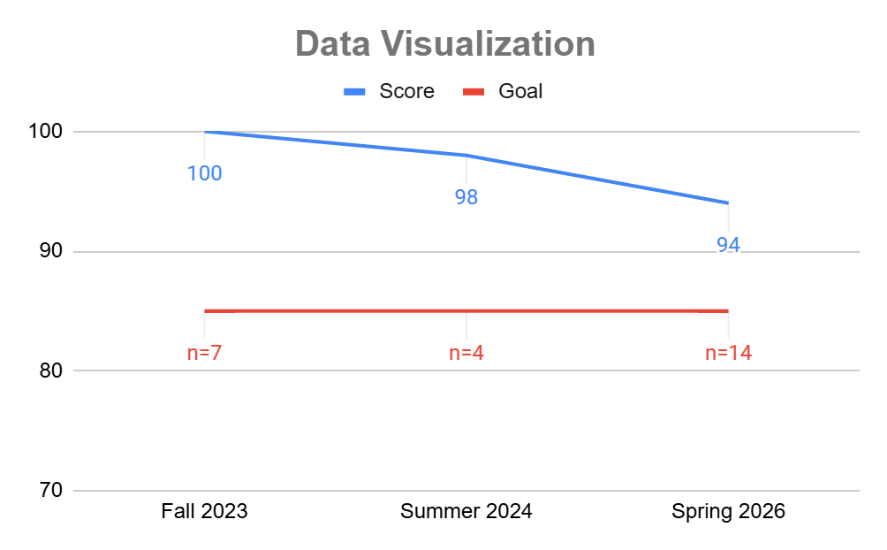 Data Visualization
Score Goal
100
100
98
94
90
n=7 n=4 n=14
80
70
Fall 2023 Summer 2024 Spring 2026